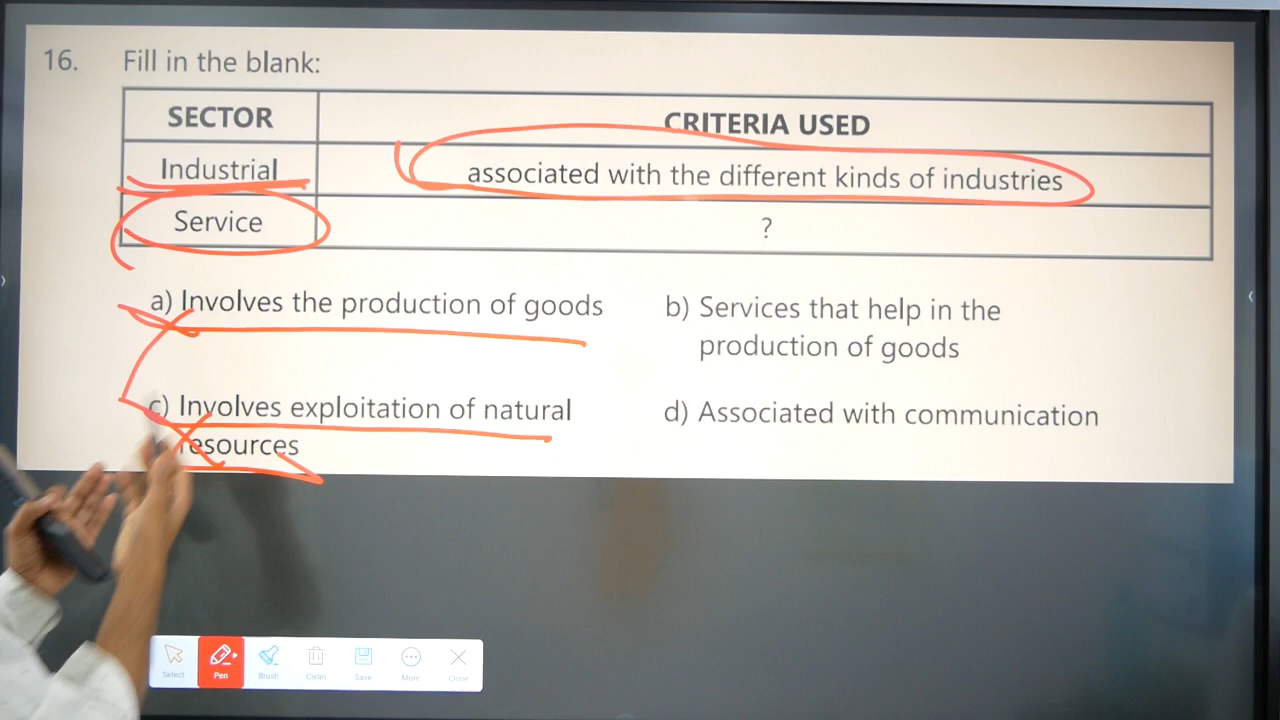 16. Fill in the blank:
SECTOR CRITERIA USED
Industrial associated with the different kinds of industries
Service ?
a) Involves the production of goods
b) Services that help in the
production of goods
c) Involves exploitation of natural
resources
d) Associated with communication
Select Pen Brush Clean Save More Close